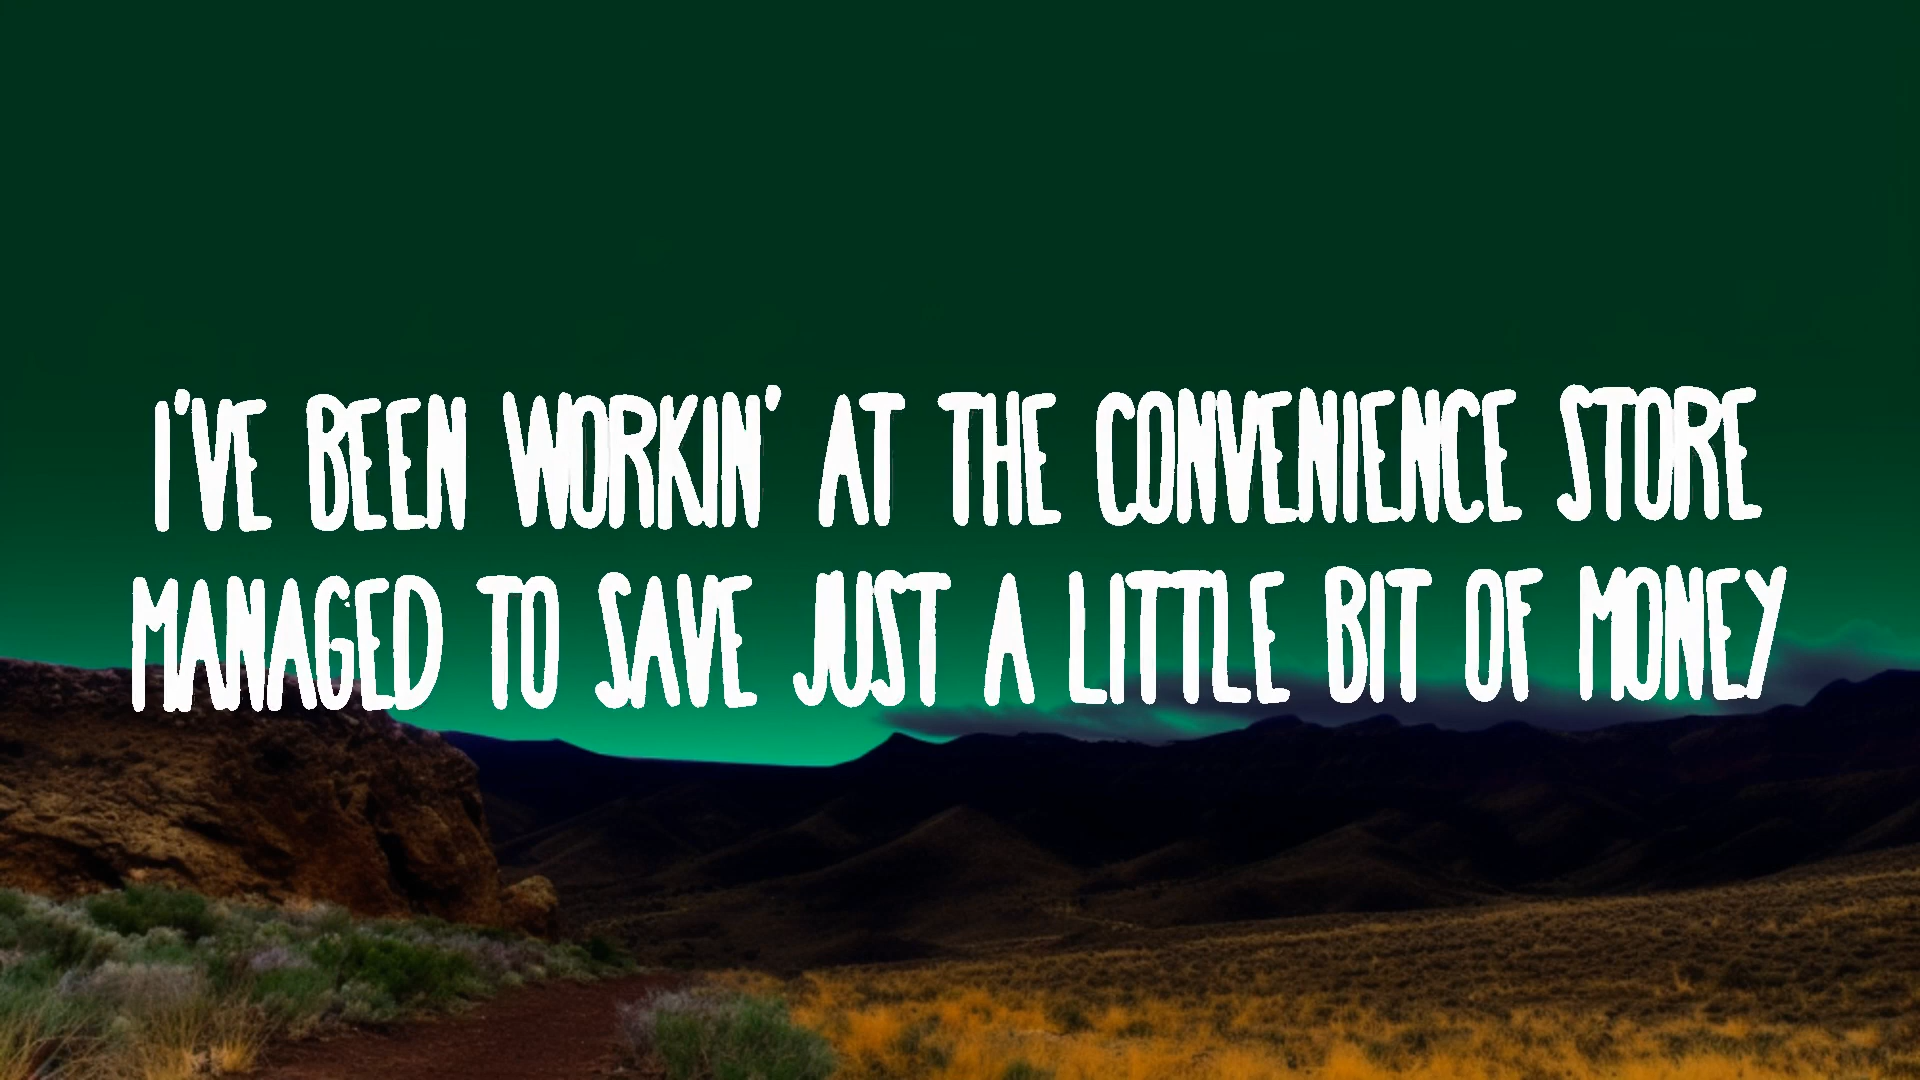 I'VE BEEN WORKIN' AT THE CONVENIENCE STORE
MANAGED TO SAVE JUST A LITTLE BIT OF MONEY